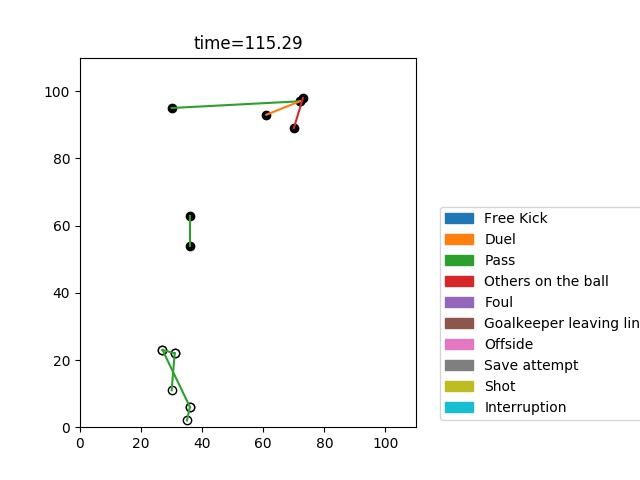 time=115.29
100
80
60
40
20
0
0 20 40 60 80 100
Free Kick
Duel
Pass
Others on the ball
Foul
Goalkeeper leaving lin
Offside
Save attempt
Shot
Interruption